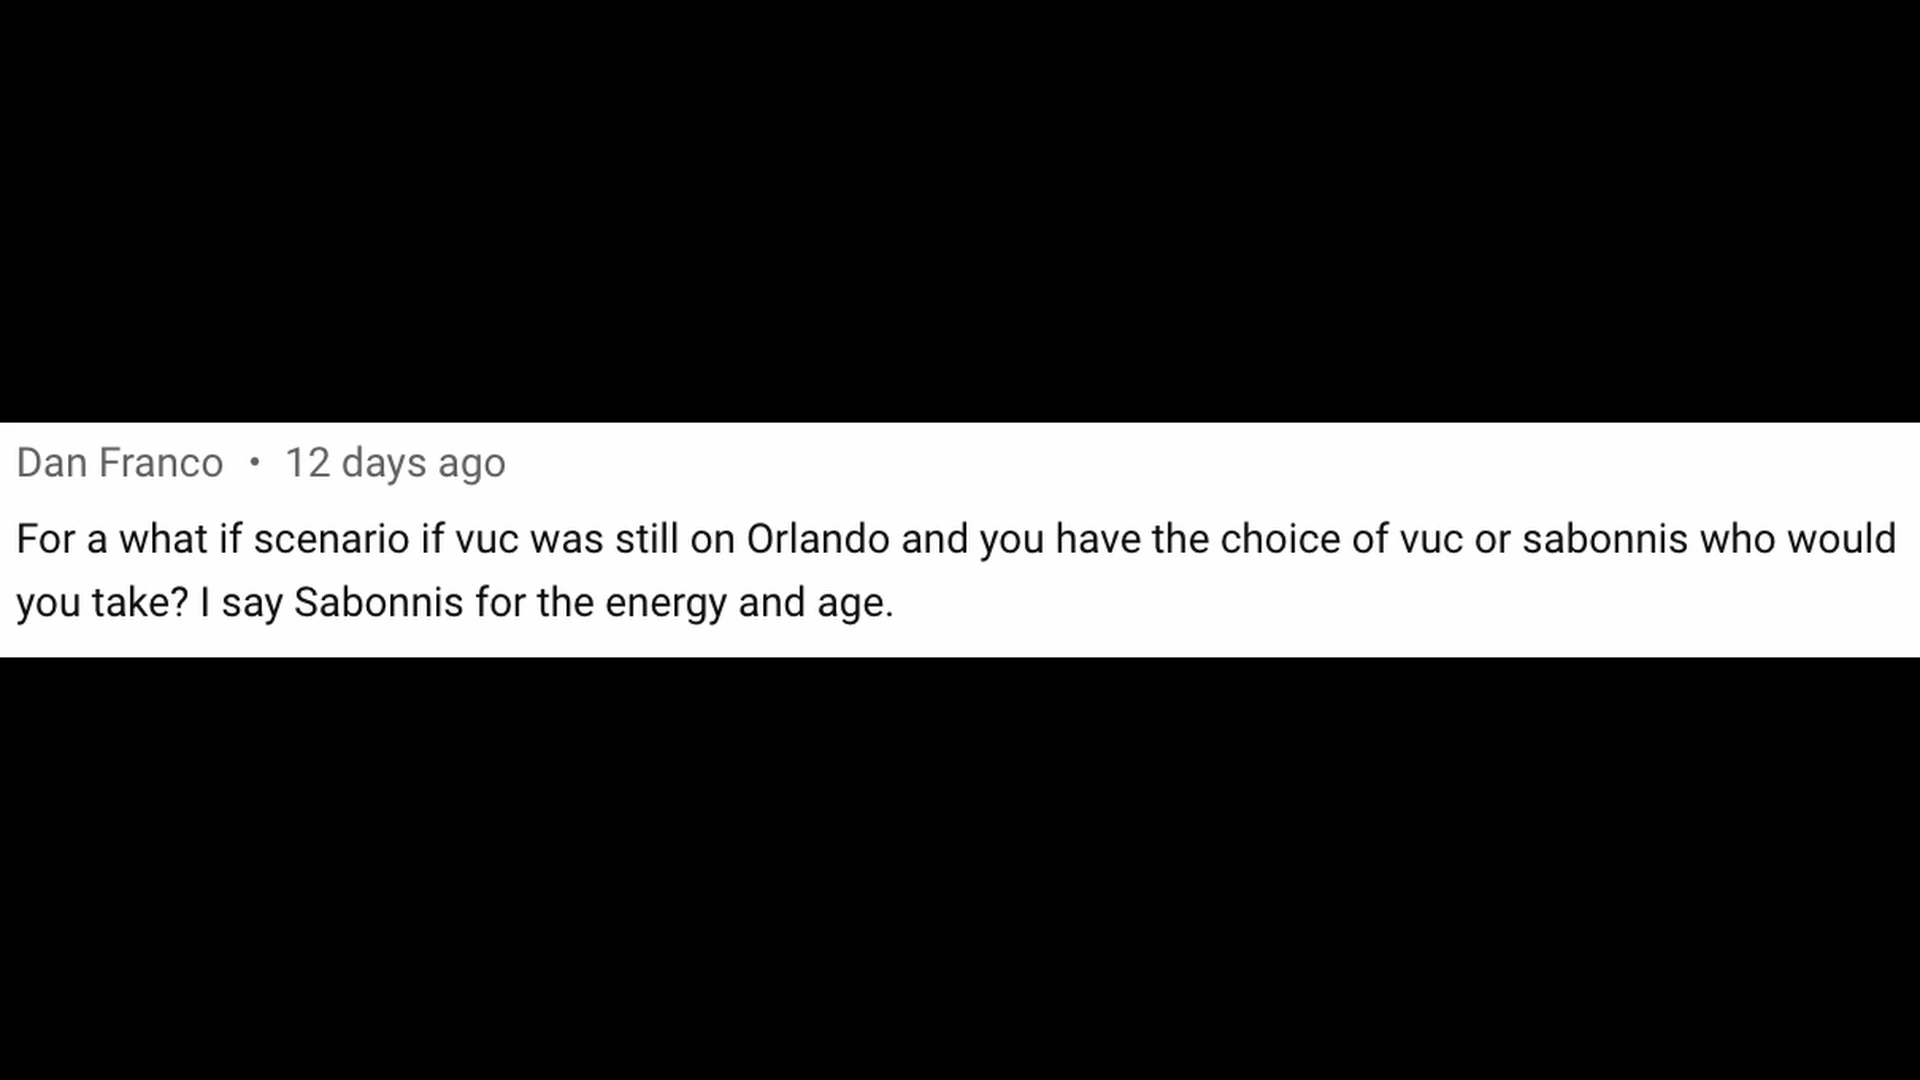 Dan Franco • 12 days ago
For a what if scenario if vuc was still on Orlando and you have the choice of vuc or sabonnis who would
you take? I say Sabonnis for the energy and age.